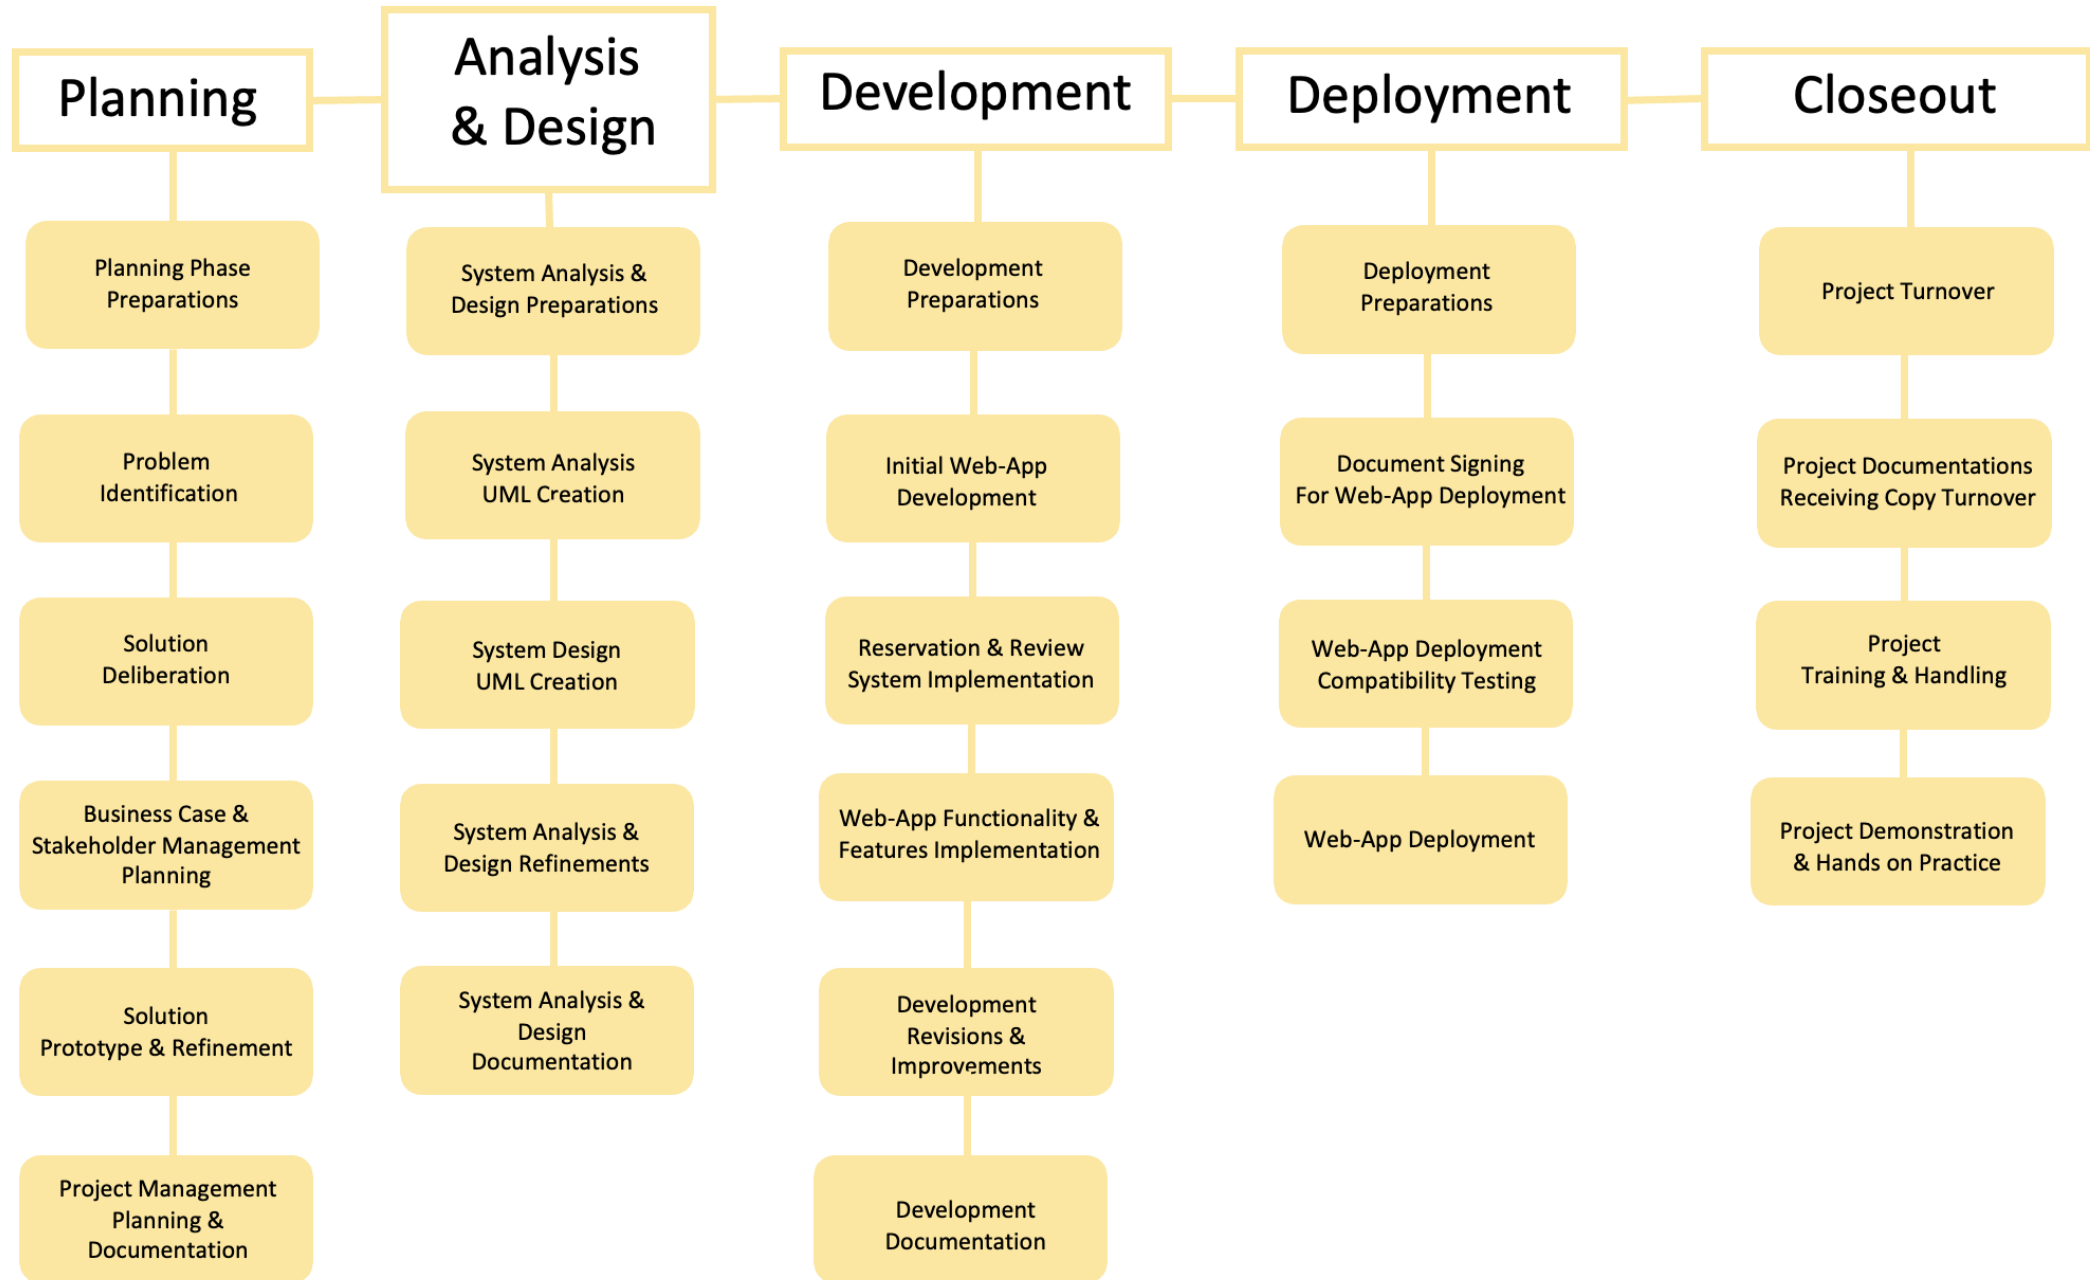 Planning
Analysis
& Design
Development
Deployment
Closeout
Planning Phase
Preparations
Problem
Identification
Solution
Deliberation
Business Case &
Stakeholder Management
Planning
Solution
Prototype & Refinement
Project Management
Planning &
Documentation
System Analysis &
Design Preparations
System Analysis
UML Creation
System Design
UML Creation
System Analysis &
Design Refinements
System Analysis &
Design
Documentation
Development
Preparations
Initial Web-App
Development
Reservation & Review
System Implementation
Web-App Functionality &
Features Implementation
Development
Revisions &
Improvements
Development
Documentation
Deployment
Preparations
Document Signing
For Web-App Deployment
Web-App Deployment
Compatibility Testing
Web-App Deployment
Project Turnover
Project Documentations
Receiving Copy Turnover
Project
Training & Handling
Project Demonstration
& Hands on Practice